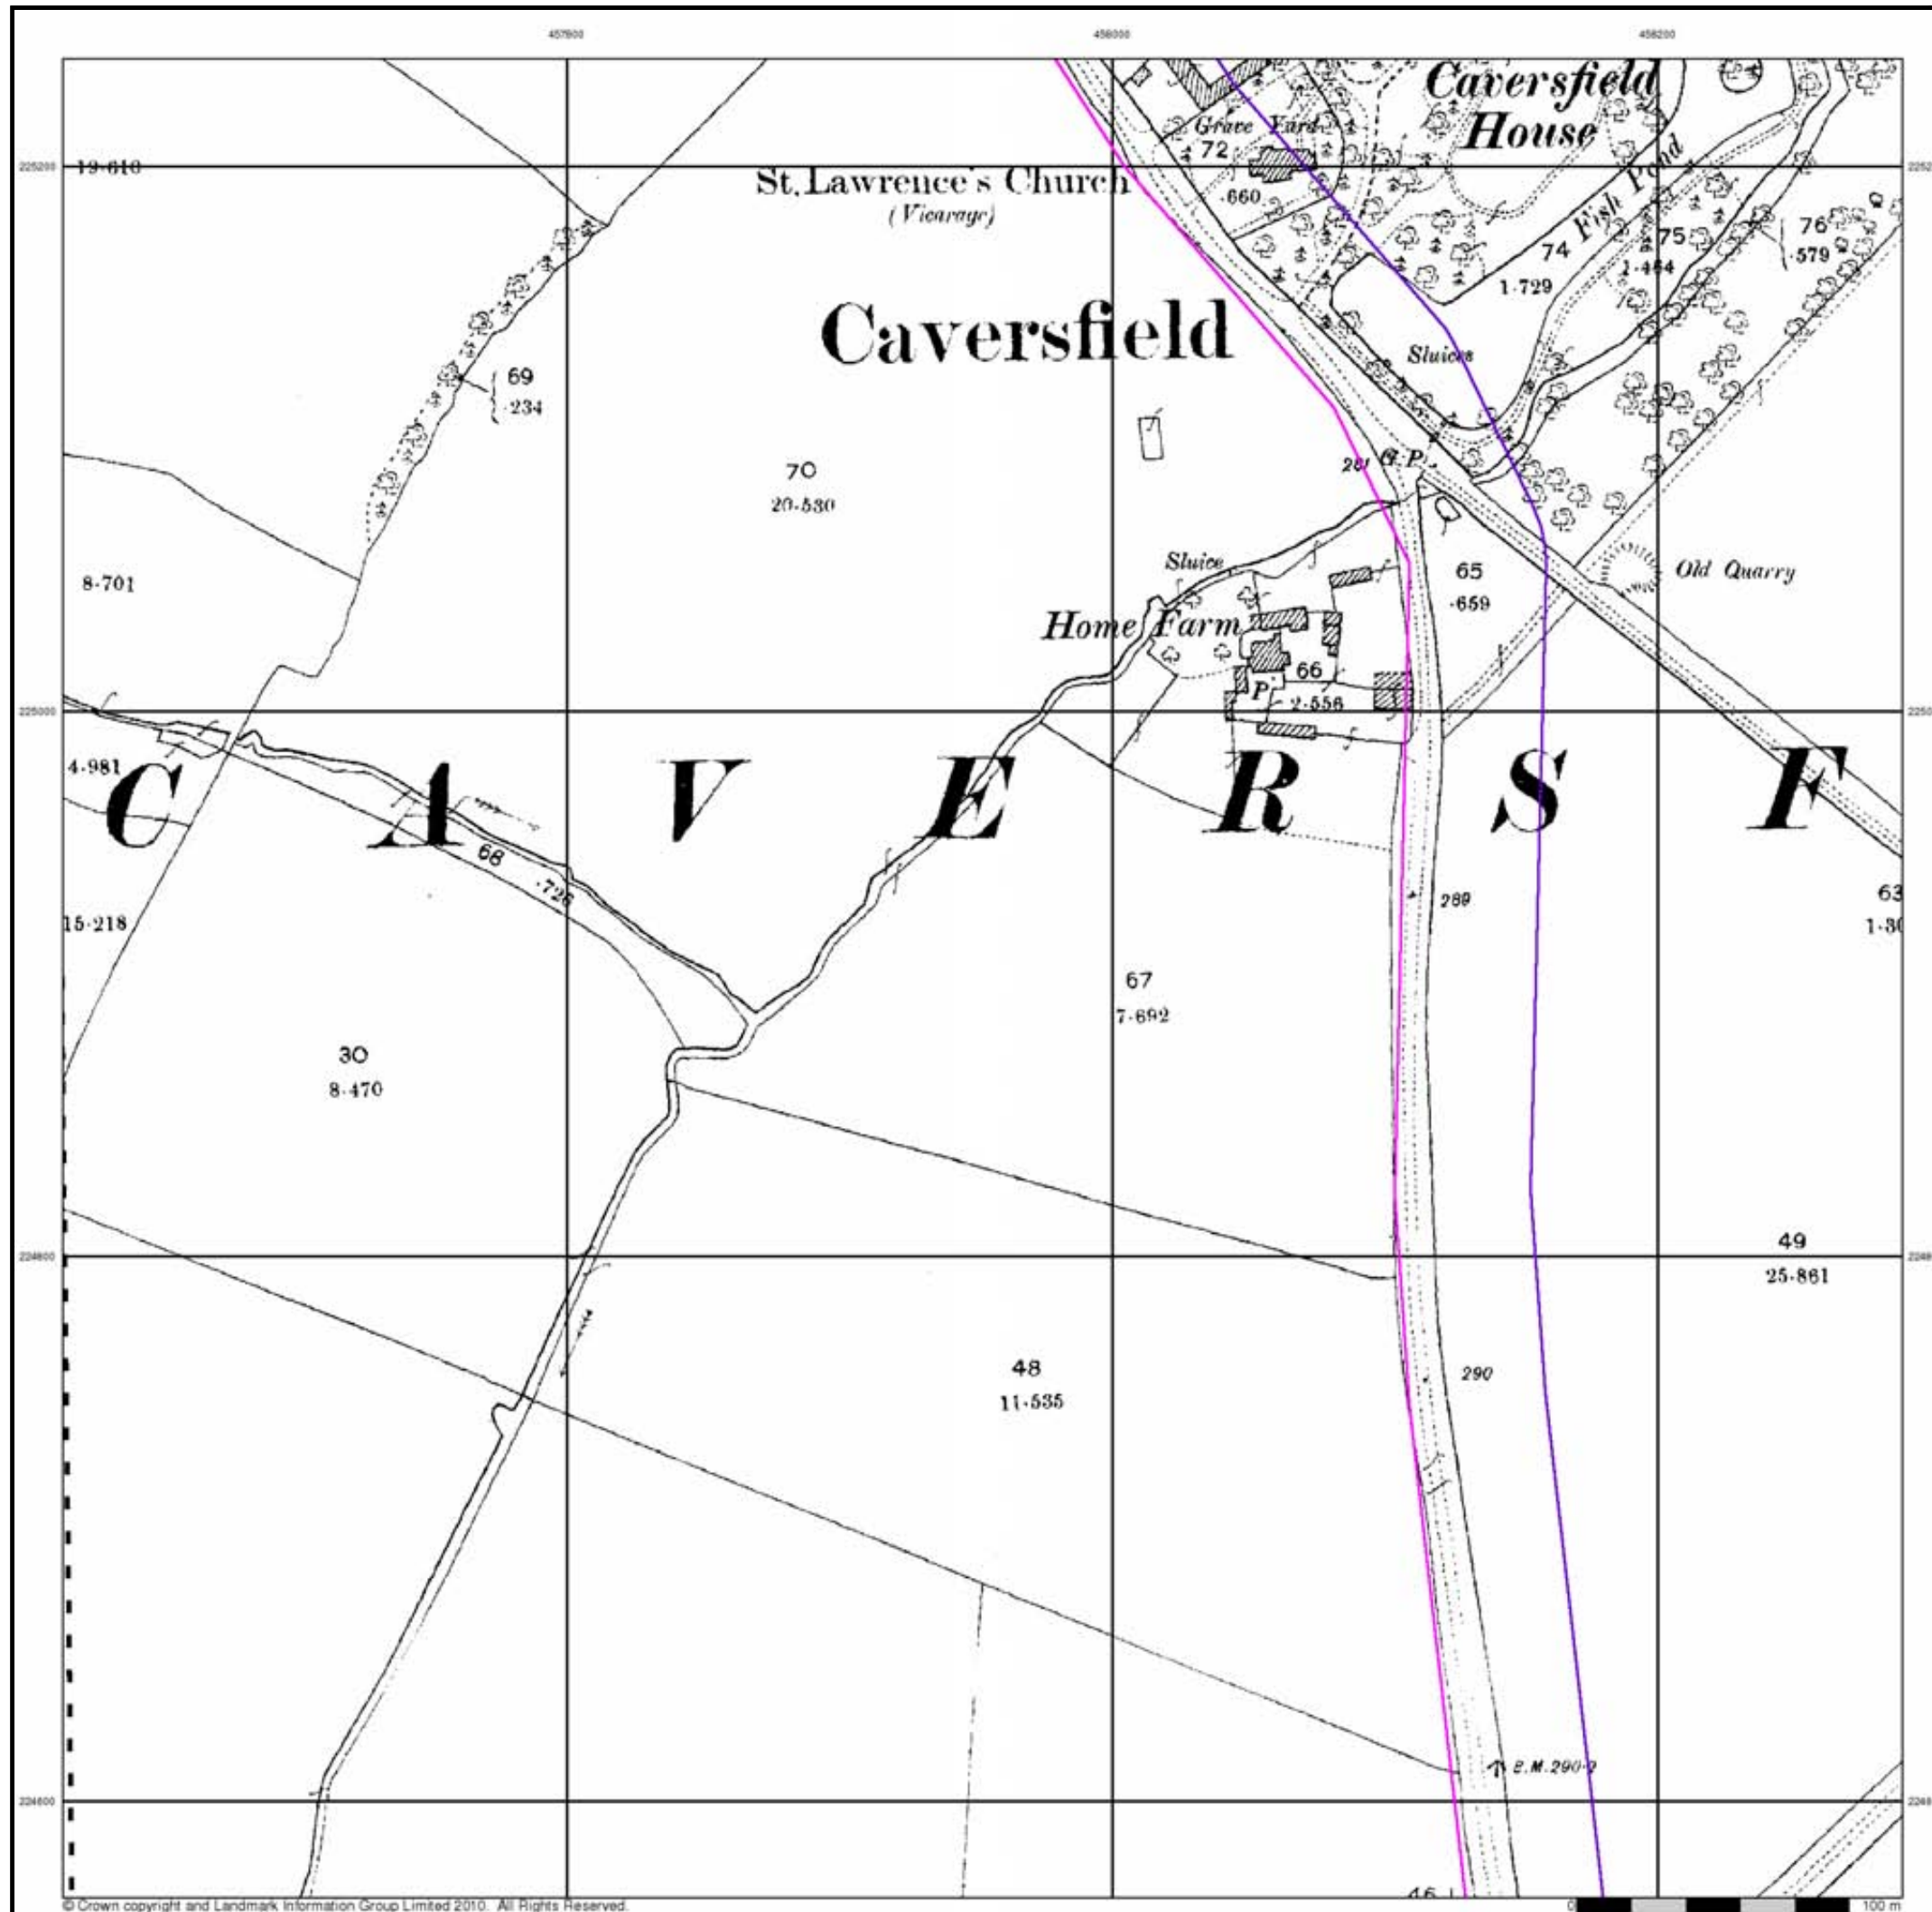 457800
458000
458200
Caversfield
House
Grave Yard
72
.660
225200
19·610
St. Lawrence's Church
(Vicarage)
Fish Pond
74
1·729
75
1·454
76
·579
Caversfield
Sluices
69
·234
70
20·530
281
G.P.
8·701
Sluice
65
·659
Old Quarry
Home Farm
66
2·556
P.
225000
4·981
C A V E R S F
68
·726
289
63
15·218
67
7·692
30
8·470
224800
49
25·861
48
11·535
290
B.M.290·2
224600
46
© Crown copyright and Landmark Information Group Limited 2010. All Rights Reserved.
0
100 m